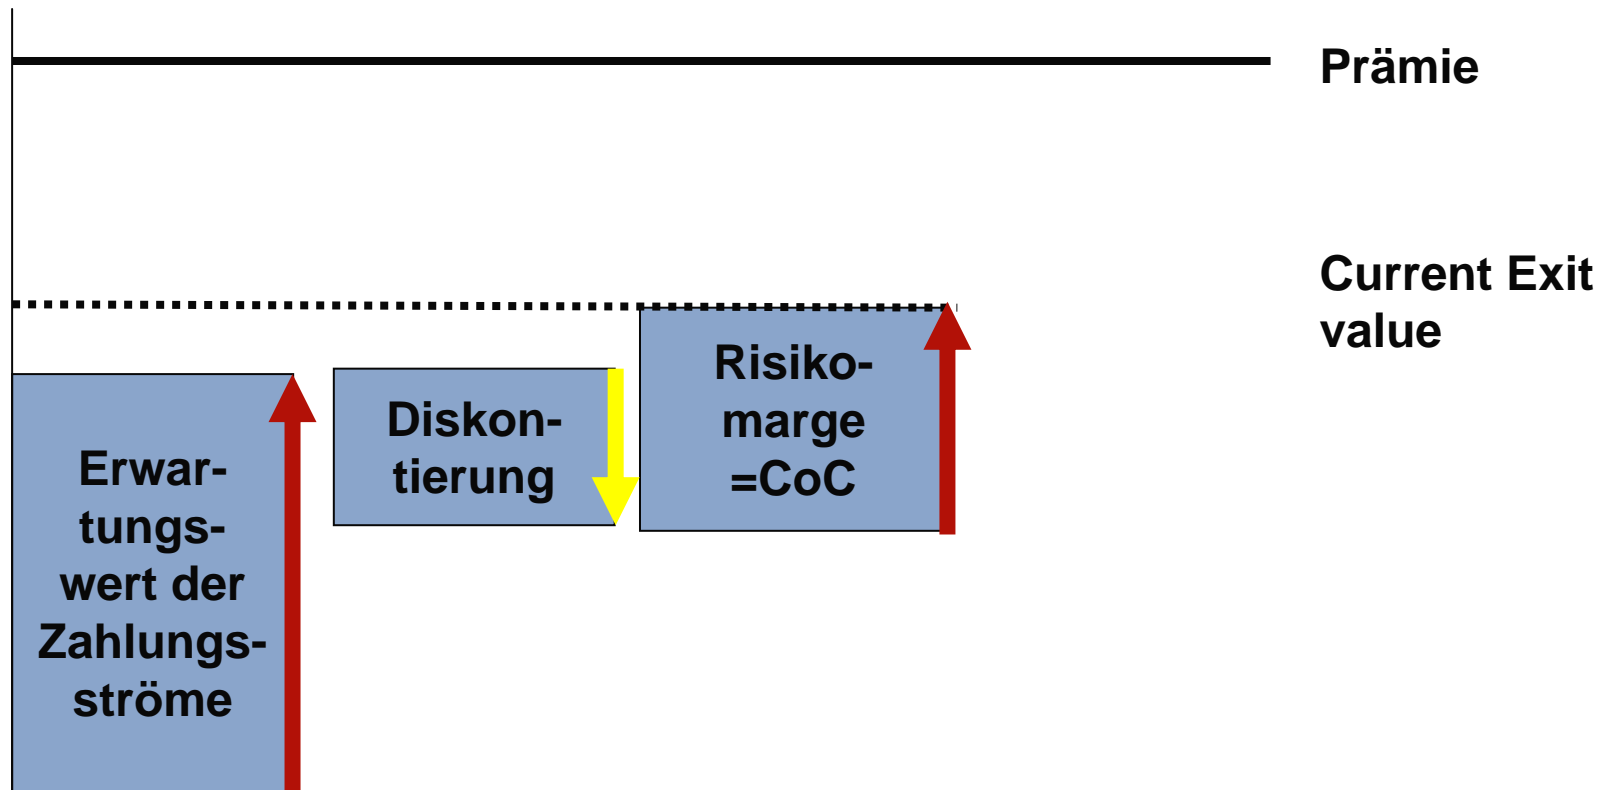 Prämie
Current Exit
value
Risiko-
marge
=CoC
Diskon-
tierung
Erwar-
tungs-
wert der
Zahlungs-
ströme